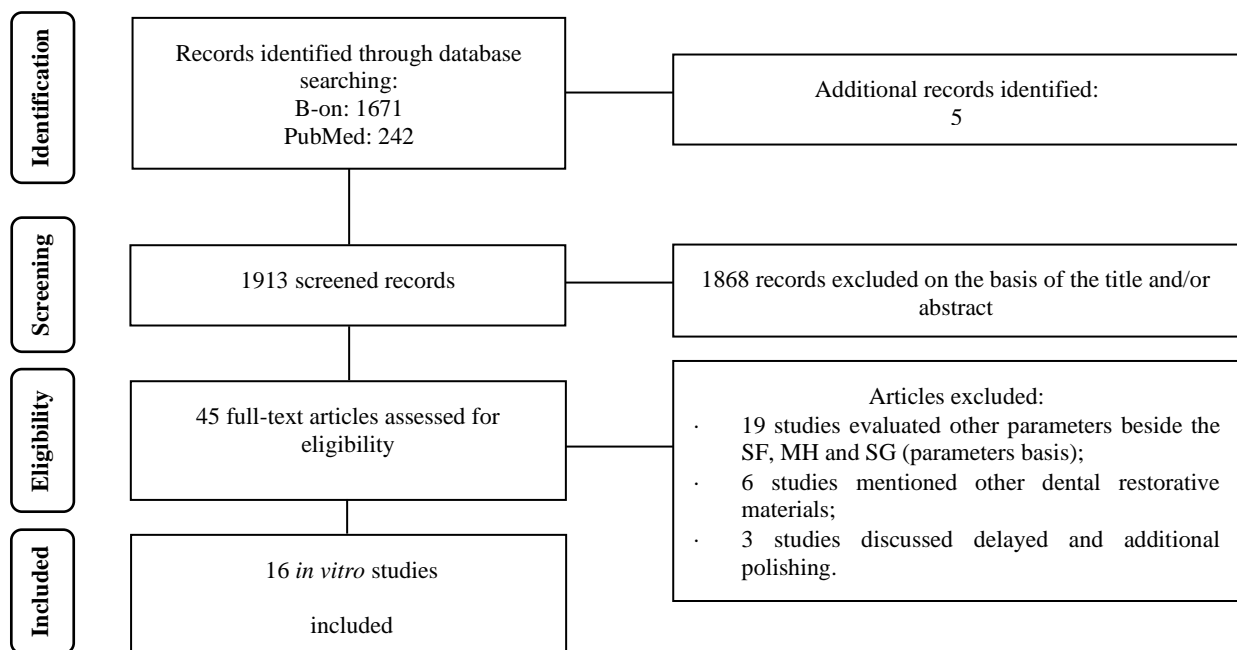 Identification
Records identified through database
searching:
B-on: 1671
PubMed: 242
Additional records identified:
5
Screening
1913 screened records
1868 records excluded on the basis of the title and/or
abstract
Eligibility
45 full-text articles assessed for
eligibility
Articles excluded:
· 19 studies evaluated other parameters beside the
SF, MH and SG (parameters basis);
· 6 studies mentioned other dental restorative
materials;
· 3 studies discussed delayed and additional
polishing.
Included
16 in vitro studies
included